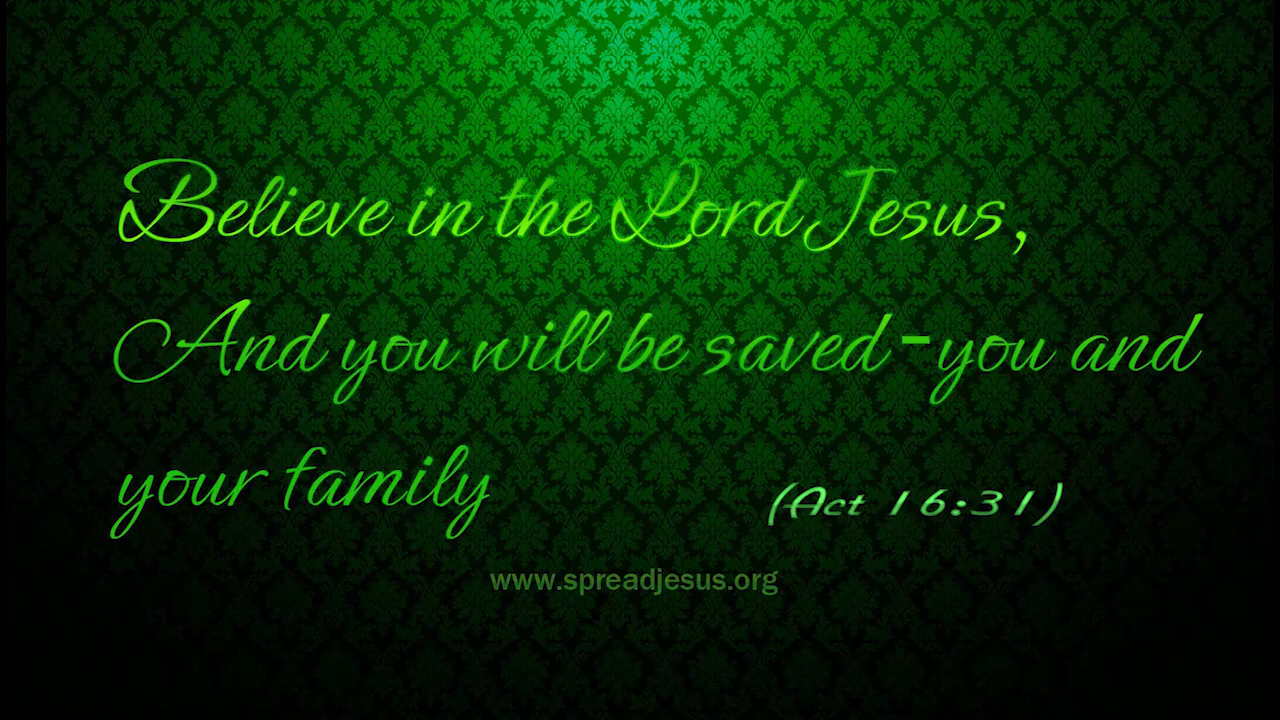 Believe in the Lord Jesus,
And you will be saved -you and
your family
(Act 16:31)
www.spreadjesus.org